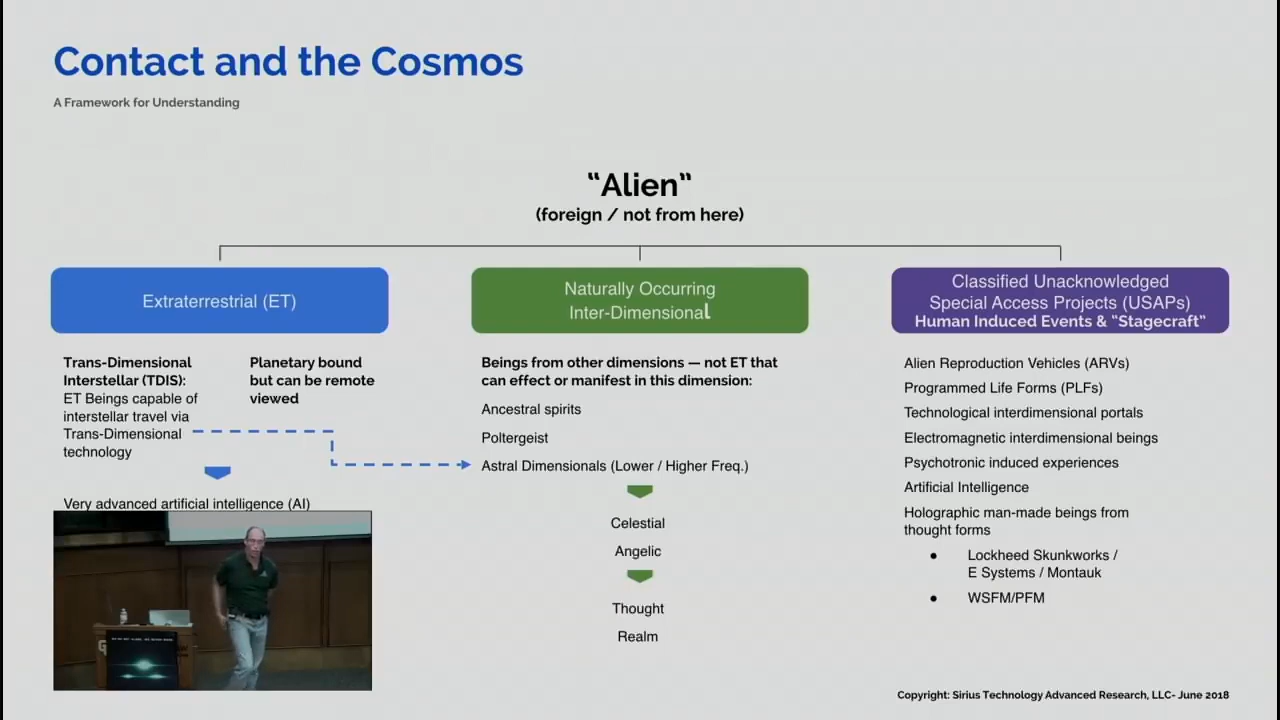 Contact and the Cosmos
A Framework for Understanding
“Alien”
(foreign / not from here)
Extraterrestrial (ET)
Trans-Dimensional
Interstellar (TDIS):
ET Beings capable of
interstellar travel via
Trans-Dimensional
technology
Planetary bound
but can be remote
viewed
Very advanced artificial intelligence (AI)
Naturally Occurring
Inter-Dimensional
Beings from other dimensions — not ET that
can effect or manifest in this dimension:
Ancestral spirits
Poltergeist
Astral Dimensionals (Lower / Higher Freq.)
Celestial
Angelic
Thought
Realm
Classified Unacknowledged
Special Access Projects (USAPs)
Human Induced Events & “Stagecraft”
Alien Reproduction Vehicles (ARVs)
Programmed Life Forms (PLFs)
Technological interdimensional portals
Electromagnetic interdimensional beings
Psychotronic induced experiences
Artificial Intelligence
Holographic man-made beings from
thought forms
● Lockheed Skunkworks /
E Systems / Montauk
● WSFM/PFM
Copyright: Sirius Technology Advanced Research, LLC- June 2018